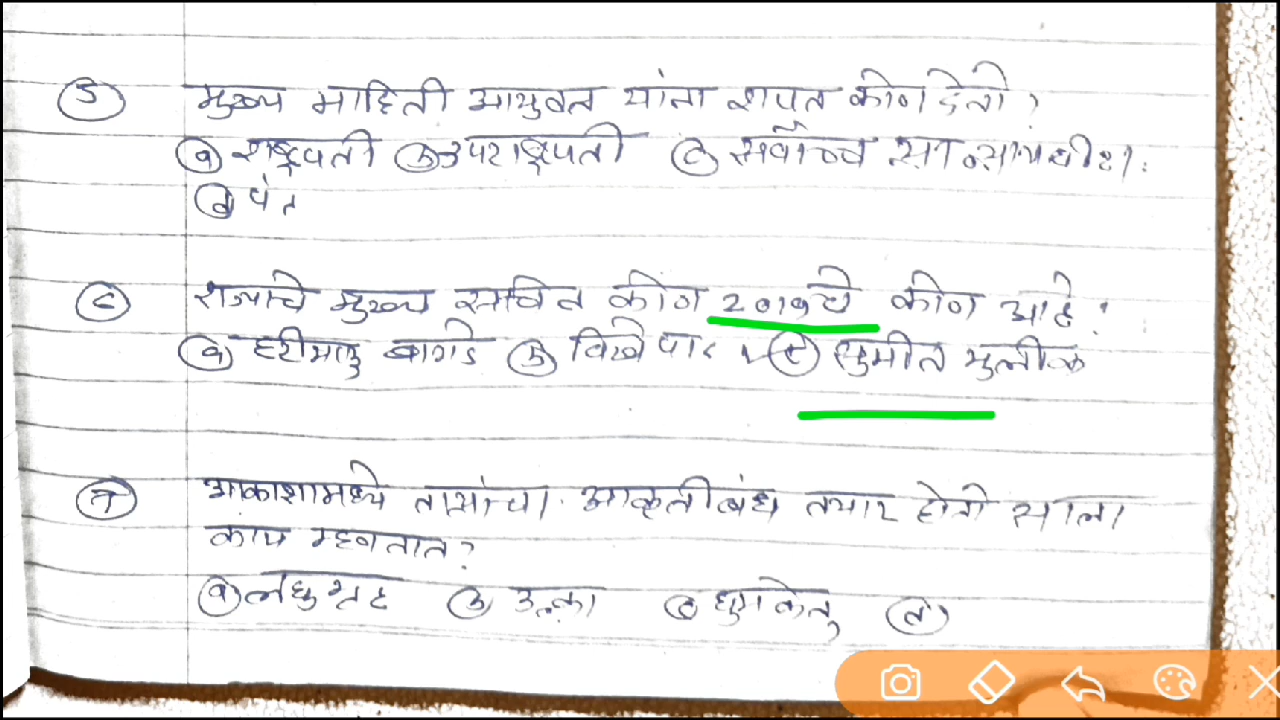 5 मुख्य माहिती आयुक्त यांना शपत कोण देतो?
a राष्ट्रपती b उपराष्ट्रपती c सर्वोच्च
d पंत
6 राज्याचे मुख्य सचिव कोण 2019चे कोण आहे?
a हरीभाऊ बागडे b विखे पा c सुमीत मुलीक
7 आकाशामध्ये ताऱ्यांचा आकृतीबंध तयार होतो त्याला
काय म्हणतात?
a लघुग्रह b उल्का c धुमकेतू d